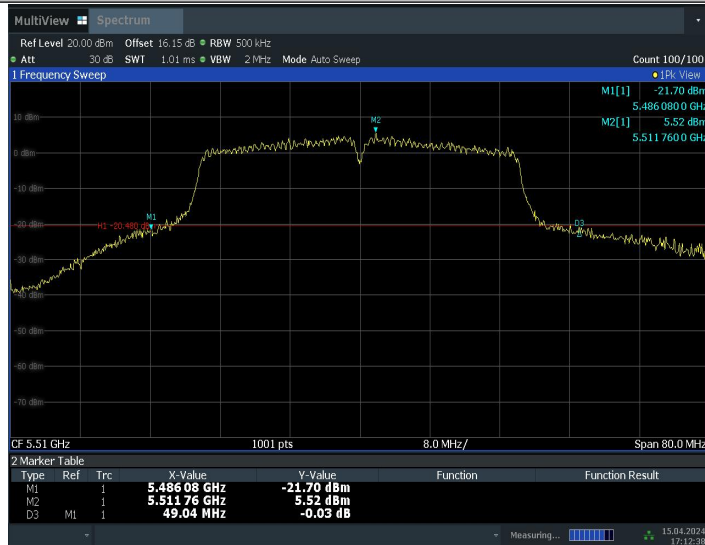 MultiView Spectrum
Ref Level 20.00 dBm Offset 16.15 dB RBW 500 kHz
Att 30 dB SWT 1.01 ms VBW 2 MHz Mode Auto Sweep Count 100/100
1 Frequency Sweep 1Pk View
M1[1] -21.70 dBm
5.486 080 0 GHz
M2[1] 5.52 dBm
5.511 760 0 GHz
M2
10 dBm
0 dBm
-10 dBm
M1
-20 dBm
H1 -20.480 dBm
D3
-30 dBm
-40 dBm
-50 dBm
-60 dBm
-70 dBm
CF 5.51 GHz 1001 pts 8.0 MHz/ Span 80.0 MHz
2 Marker Table
Type Ref Trc X-Value Y-Value Function Function Result
M1 1 5.486 08 GHz -21.70 dBm
M2 1 5.511 76 GHz 5.52 dBm
D3 M1 1 49.04 MHz -0.03 dB
Measuring... 15.04.2024
17:12:38